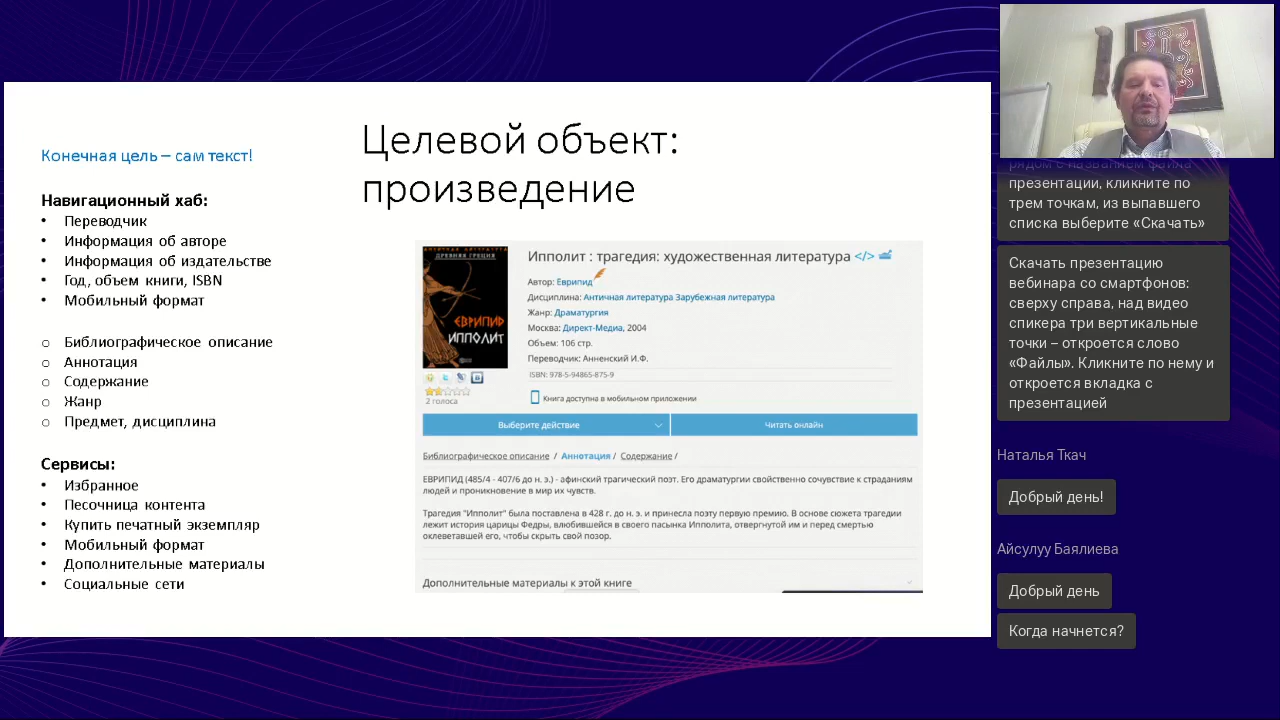 Целевой объект:
произведение
Конечная цель – сам текст!
Навигационный хаб:
• Переводчик
• Информация об авторе
• Информация об издательстве
• Год, объем книги, ISBN
• Мобильный формат
o Библиографическое описание
o Аннотация
o Содержание
o Жанр
o Предмет, дисциплина
Сервисы:
• Избранное
• Песочница контента
• Купить печатный экземпляр
• Мобильный формат
• Дополнительные материалы
• Социальные сети
ДРЕВНЯЯ ГРЕЦИЯ
ЕВРИПИД
ИППОЛИТ
2 голоса
Ипполит : трагедия: художественная литература </>
Автор: Еврипид
Дисциплина: Античная литература Зарубежная литература
Жанр: Драматургия
Москва: Директ-Медиа, 2004
Объем: 106 стр.
Переводчик: Анненский И.Ф.
ISBN: 978-5-94865-875-9
Книга доступна в мобильном приложении
Выберите действие
Читать онлайн
Библиографическое описание / Аннотация / Содержание /
ЕВРИПИД (485/4 - 407/6 до н. э.) - афинский трагический поэт. Его драматургии свойственно сочувствие к страданиям
людей и проникновение в мир их чувств.
Трагедия "Ипполит" была поставлена в 428 г. до н. э. и принесла поэту первую премию. В основе сюжета трагедии
лежит история царицы Федры, влюбившейся в своего пасынка Ипполита, отвергнутой им и перед смертью
оклеветавшей его, чтобы скрыть свой позор.
Дополнительные материалы к этой книге
рядом с названием файла
презентации, кликните по
трем точкам, из выпавшего
списка выберите «Скачать»
Скачать презентацию
вебинара со смартфонов:
сверху справа, над видео
спикера три вертикальные
точки – откроется слово
«Файлы». Кликните по нему и
откроется вкладка с
презентацией
Наталья Ткач
Добрый день!
Айсулуу Баялиева
Добрый день
Когда начнется?